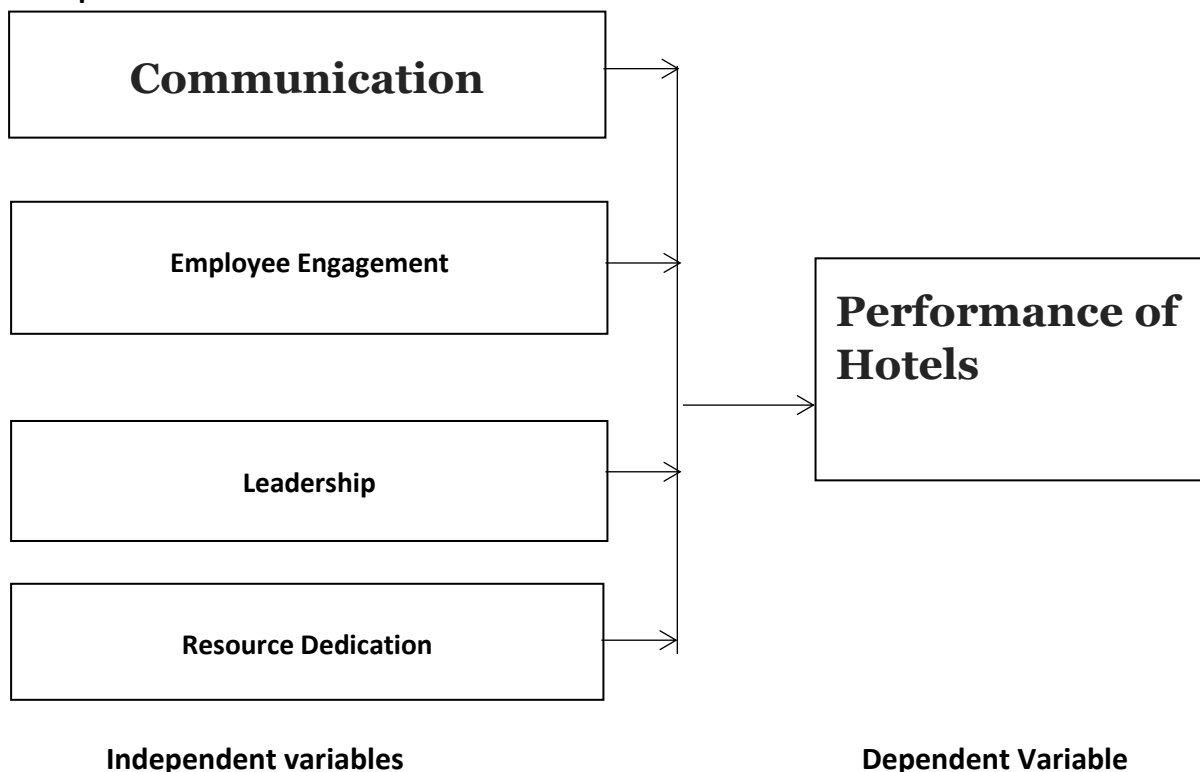 Communication
Employee Engagement
Performance of
Hotels
Leadership
Resource Dedication
Independent variables
Dependent Variable